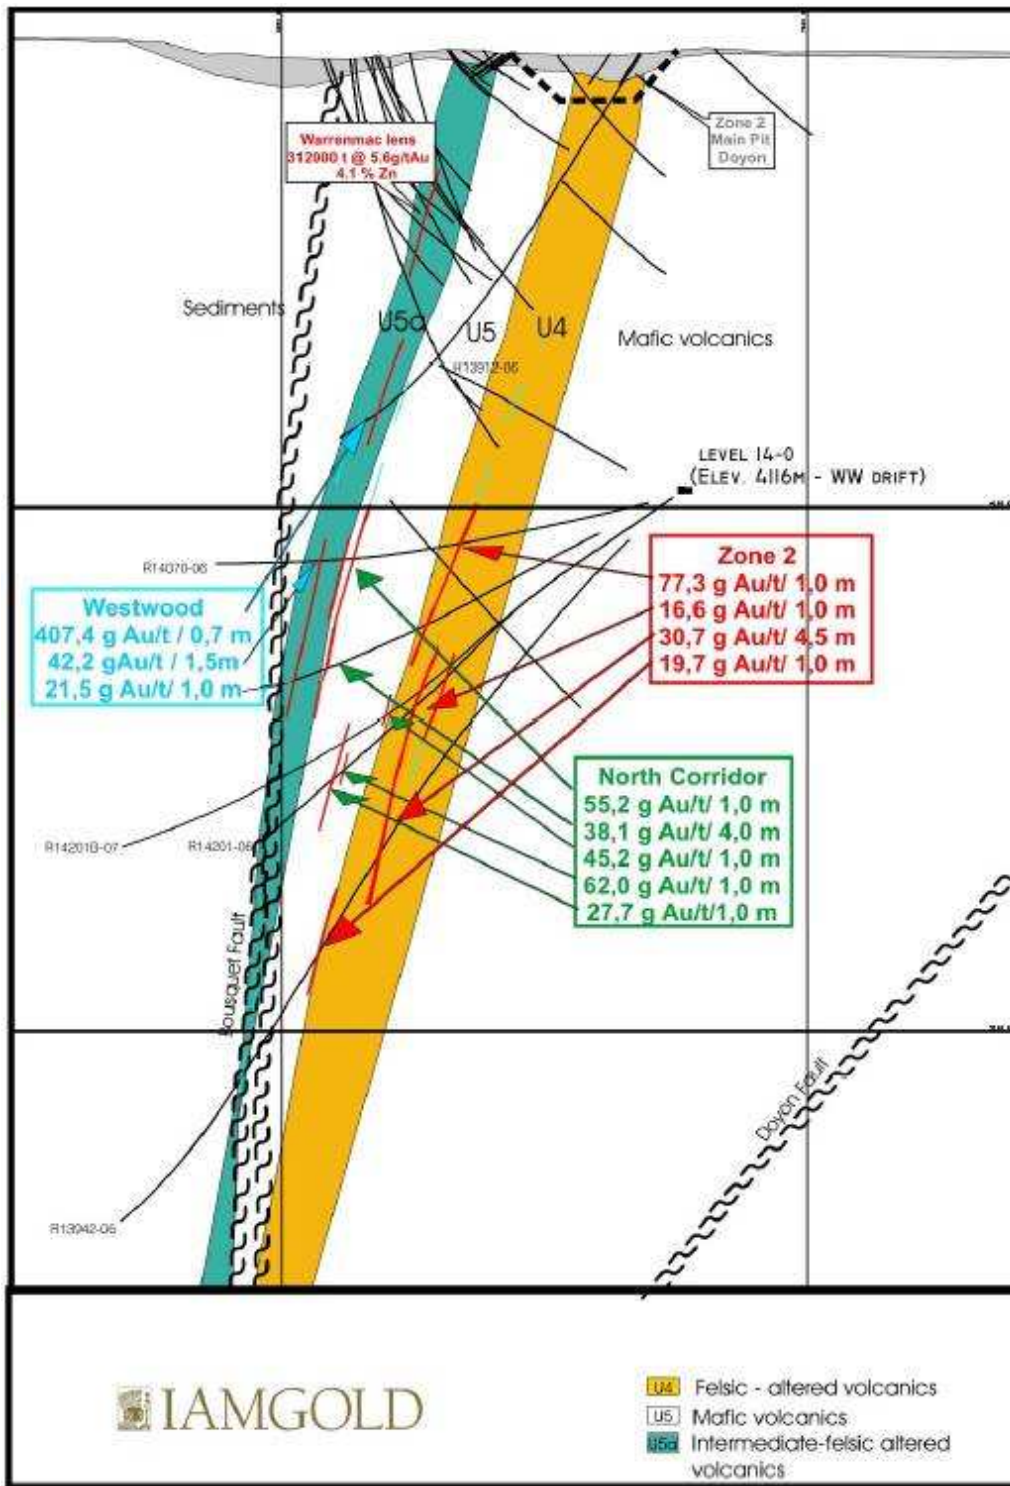 Warrenmac lens
312000 t @ 5.6g/tAu
4.1 % Zn
Zone 2
Main Pit
Doyon
Sediments
U5a
U5
U4
Mafic volcanics
R13912-06
LEVEL 14-0
(ELEV. 4116M - WW DRIFT)
R14070-06
Westwood
407,4 g Au/t / 0,7 m
42,2 gAu/t / 1,5m
21,5 g Au/t/ 1,0 m
Zone 2
77,3 g Au/t/ 1,0 m
16,6 g Au/t/ 1,0 m
30,7 g Au/t/ 4,5 m
19,7 g Au/t/ 1,0 m
North Corridor
55,2 g Au/t/ 1,0 m
38,1 g Au/t/ 4,0 m
45,2 g Au/t/ 1,0 m
62,0 g Au/t/ 1,0 m
27,7 g Au/t/1,0 m
R14201B-07
R14201-06
Bousquet Fault
Doyon Fault
R13942-06
IAMGOLD
U4 Felsic - altered volcanics
U5 Mafic volcanics
U5a Intermediate-felsic altered
volcanics